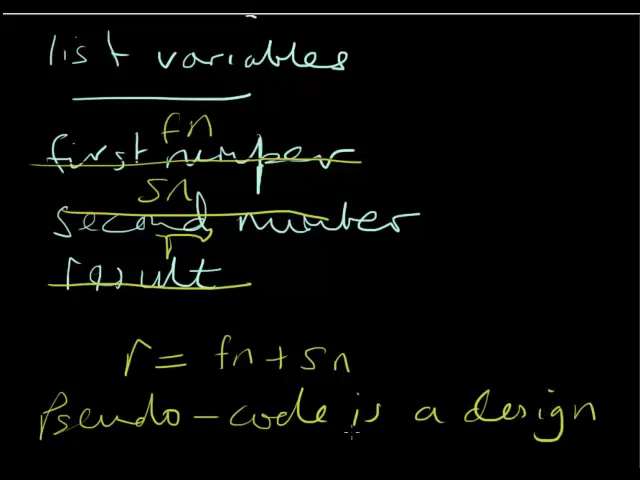 list variables
fn
first number
sn
second number
r
result
r = fn + sn
Pseudo-code is a design